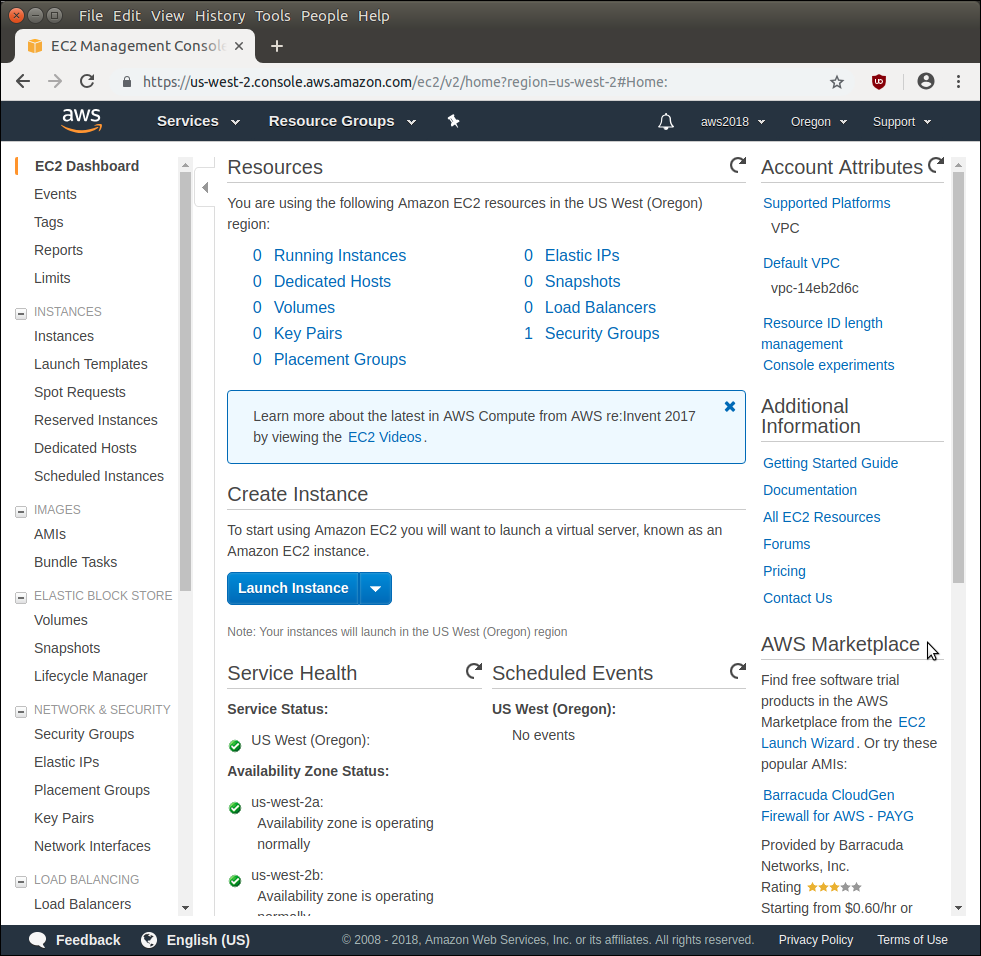 File Edit View History Tools People Help
EC2 Management Console
https://us-west-2.console.aws.amazon.com/ec2/v2/home?region=us-west-2#Home:
aws Services Resource Groups aws2018 Oregon Support
EC2 Dashboard
Events
Tags
Reports
Limits
INSTANCES
Instances
Launch Templates
Spot Requests
Reserved Instances
Dedicated Hosts
Scheduled Instances
IMAGES
AMIs
Bundle Tasks
ELASTIC BLOCK STORE
Volumes
Snapshots
Lifecycle Manager
NETWORK & SECURITY
Security Groups
Elastic IPs
Placement Groups
Key Pairs
Network Interfaces
LOAD BALANCING
Load Balancers
Resources
You are using the following Amazon EC2 resources in the US West (Oregon)
region:
0 Running Instances
0 Elastic IPs
0 Dedicated Hosts
0 Snapshots
0 Volumes
0 Load Balancers
0 Key Pairs
1 Security Groups
0 Placement Groups
Learn more about the latest in AWS Compute from AWS re:Invent 2017
by viewing the EC2 Videos.
Create Instance
To start using Amazon EC2 you will want to launch a virtual server, known as an
Amazon EC2 instance.
Launch Instance
Note: Your instances will launch in the US West (Oregon) region
Service Health
Service Status:
US West (Oregon):
Availability Zone Status:
us-west-2a:
Availability zone is operating
normally
us-west-2b:
Availability zone is operating
normally
Scheduled Events
US West (Oregon):
No events
Account Attributes
Supported Platforms
VPC
Default VPC
vpc-14eb2d6c
Resource ID length
management
Console experiments
Additional
Information
Getting Started Guide
Documentation
All EC2 Resources
Forums
Pricing
Contact Us
AWS Marketplace
Find free software trial
products in the AWS
Marketplace from the EC2
Launch Wizard. Or try these
popular AMIs:
Barracuda CloudGen
Firewall for AWS - PAYG
Provided by Barracuda
Networks, Inc.
Rating
Starting from $0.60/hr or
Feedback English (US) © 2008 - 2018, Amazon Web Services, Inc. or its affiliates. All rights reserved. Privacy Policy Terms of Use